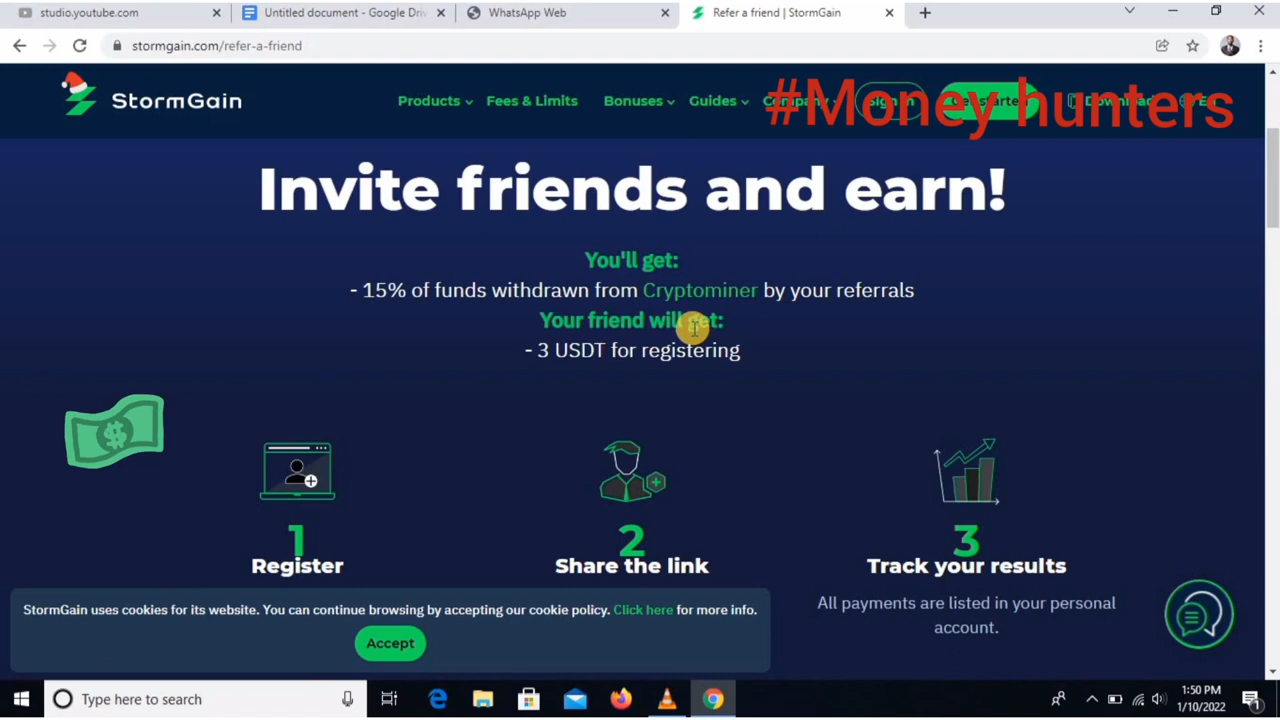 studio.youtube.com
Untitled document - Google Dri
WhatsApp Web
Refer a friend | StormGain
stormgain.com/refer-a-friend
StormGain
Products
Fees & Limits
Bonuses
Guides
Company
#Money hunters
Invite friends and earn!
You'll get:
- 15% of funds withdrawn from Cryptominer by your referrals
Your friend will get:
- 3 USDT for registering
$
1
2
3
Register
Share the link
Track your results
All payments are listed in your personal
account.
StormGain uses cookies for its website. You can continue browsing by accepting our cookie policy. Click here for more info.
Accept
Type here to search
1:50 PM
1/10/2022
1